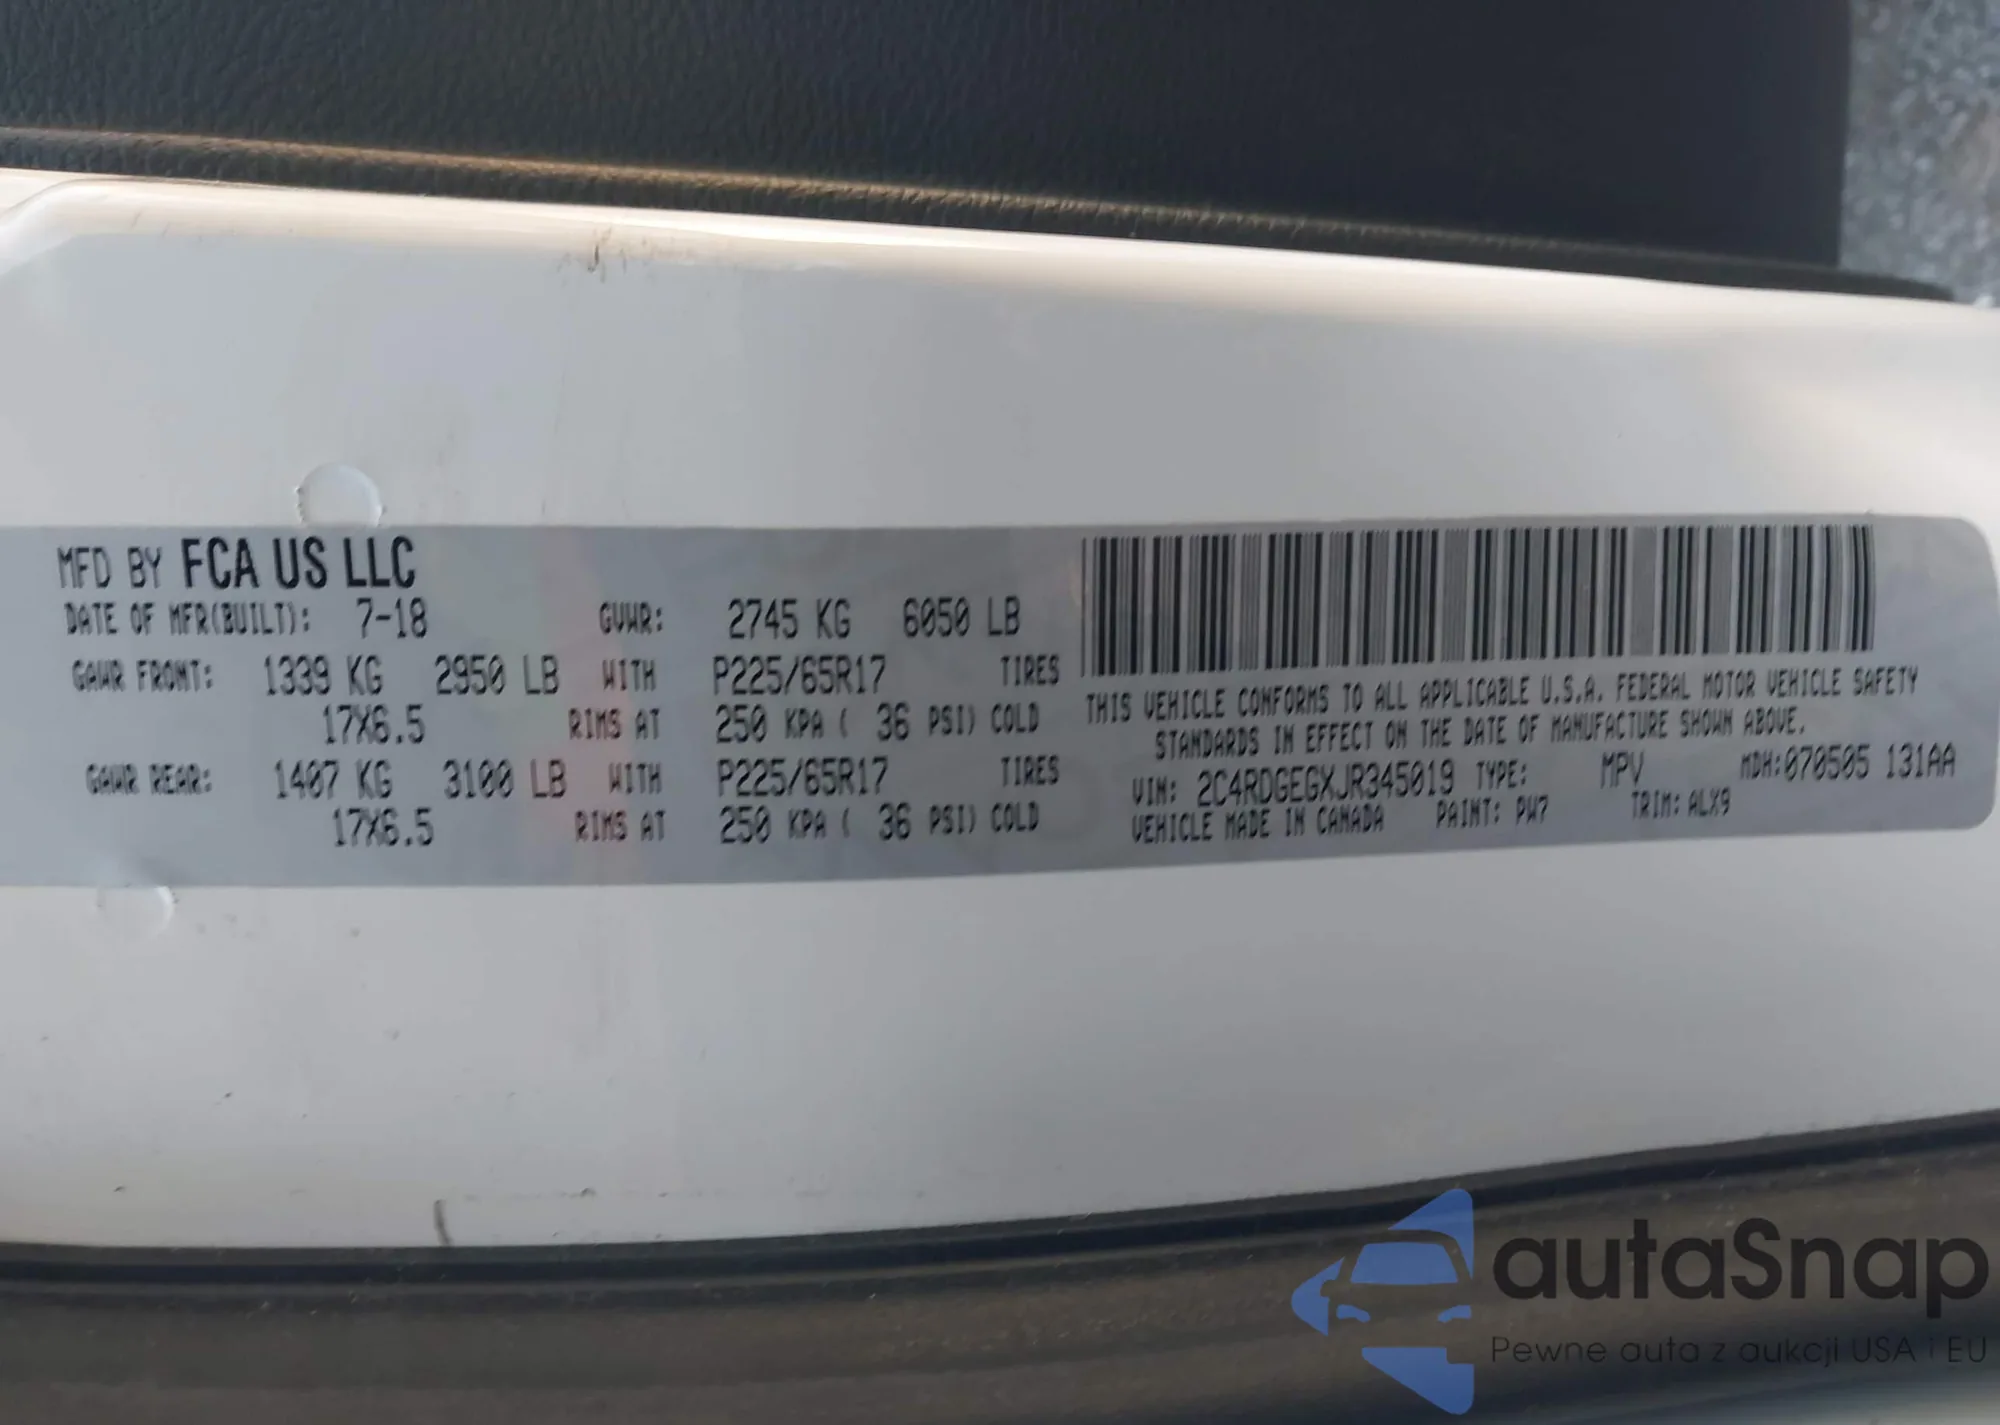 MFD BY FCA US LLC
DATE OF MFR(BUILT): 7-18 GVWR: 2745 KG 6050 LB
GAWR FRONT: 1339 KG 2950 LB WITH P225/65R17 TIRES
17X6.5 RIMS AT 250 KPA ( 36 PSI) COLD
GAWR REAR: 1407 KG 3100 LB WITH P225/65R17 TIRES
17X6.5 RIMS AT 250 KPA ( 36 PSI) COLD
THIS VEHICLE CONFORMS TO ALL APPLICABLE U.S.A. FEDERAL MOTOR VEHICLE SAFETY
STANDARDS IN EFFECT ON THE DATE OF MANUFACTURE SHOWN ABOVE.
VIN: 2C4RDGEGXJR345019 TYPE: MPV MDH:070505 131AA
VEHICLE MADE IN CANADA PAINT: PW7 TRIM: ALX9
autaSnap
Pewne auta z aukcji USA i EU